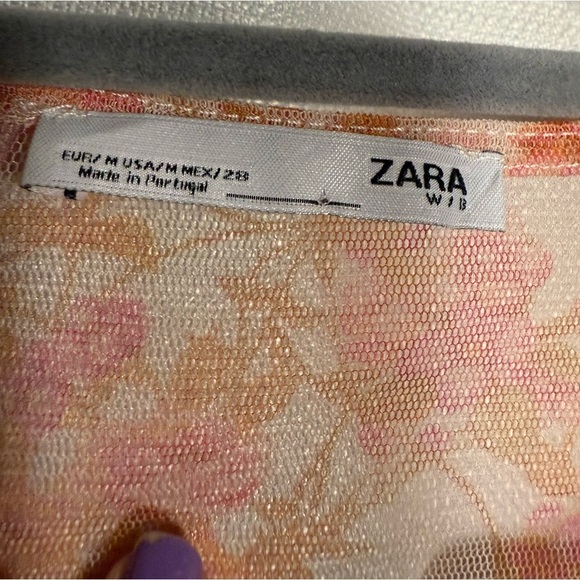 EUR/M USA/M MEX/28
Made in Portugal
ZARA
W/B